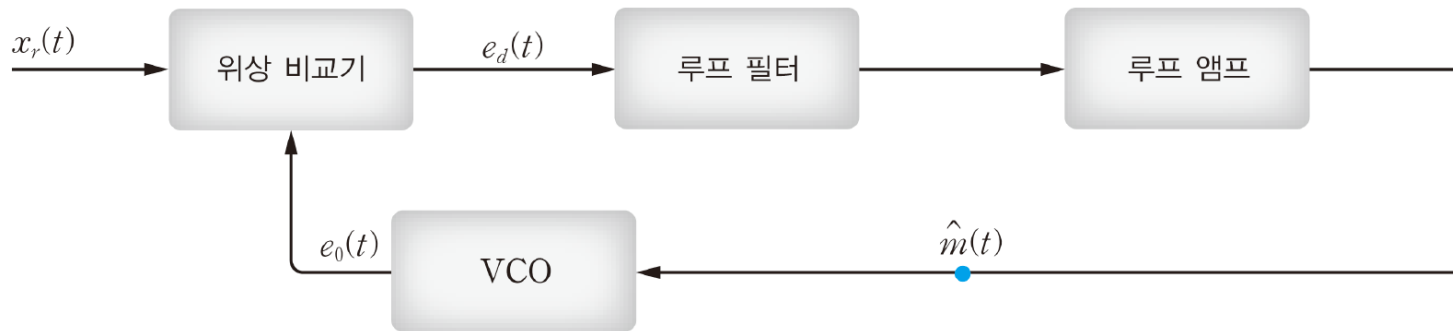 x_r(t)
위상 비교기
e_d(t)
루프 필터
루프 앰프
e_0(t)
VCO
m̂(t)